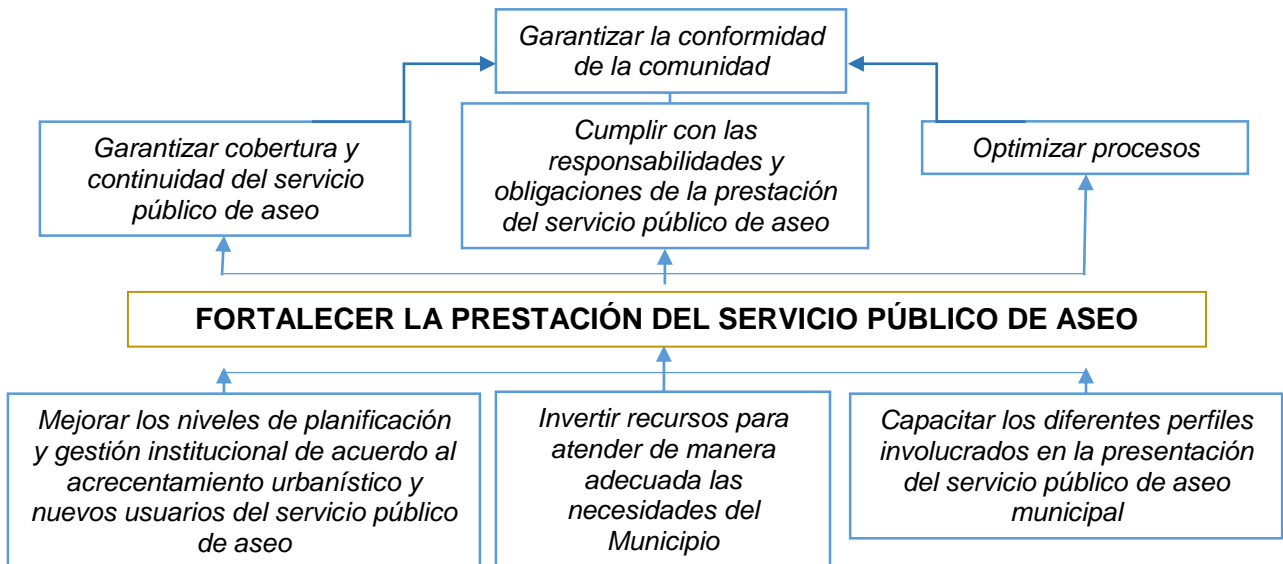 Garantizar la conformidad
de la comunidad
Garantizar cobertura y
continuidad del servicio
público de aseo
Cumplir con las
responsabilidades y
obligaciones de la prestación
del servicio público de aseo
Optimizar procesos
FORTALECER LA PRESTACIÓN DEL SERVICIO PÚBLICO DE ASEO
Mejorar los niveles de planificación
y gestión institucional de acuerdo al
acrecentamiento urbanístico y
nuevos usuarios del servicio público
de aseo
Invertir recursos para
atender de manera
adecuada las
necesidades del
Municipio
Capacitar los diferentes perfiles
involucrados en la presentación
del servicio público de aseo
municipal